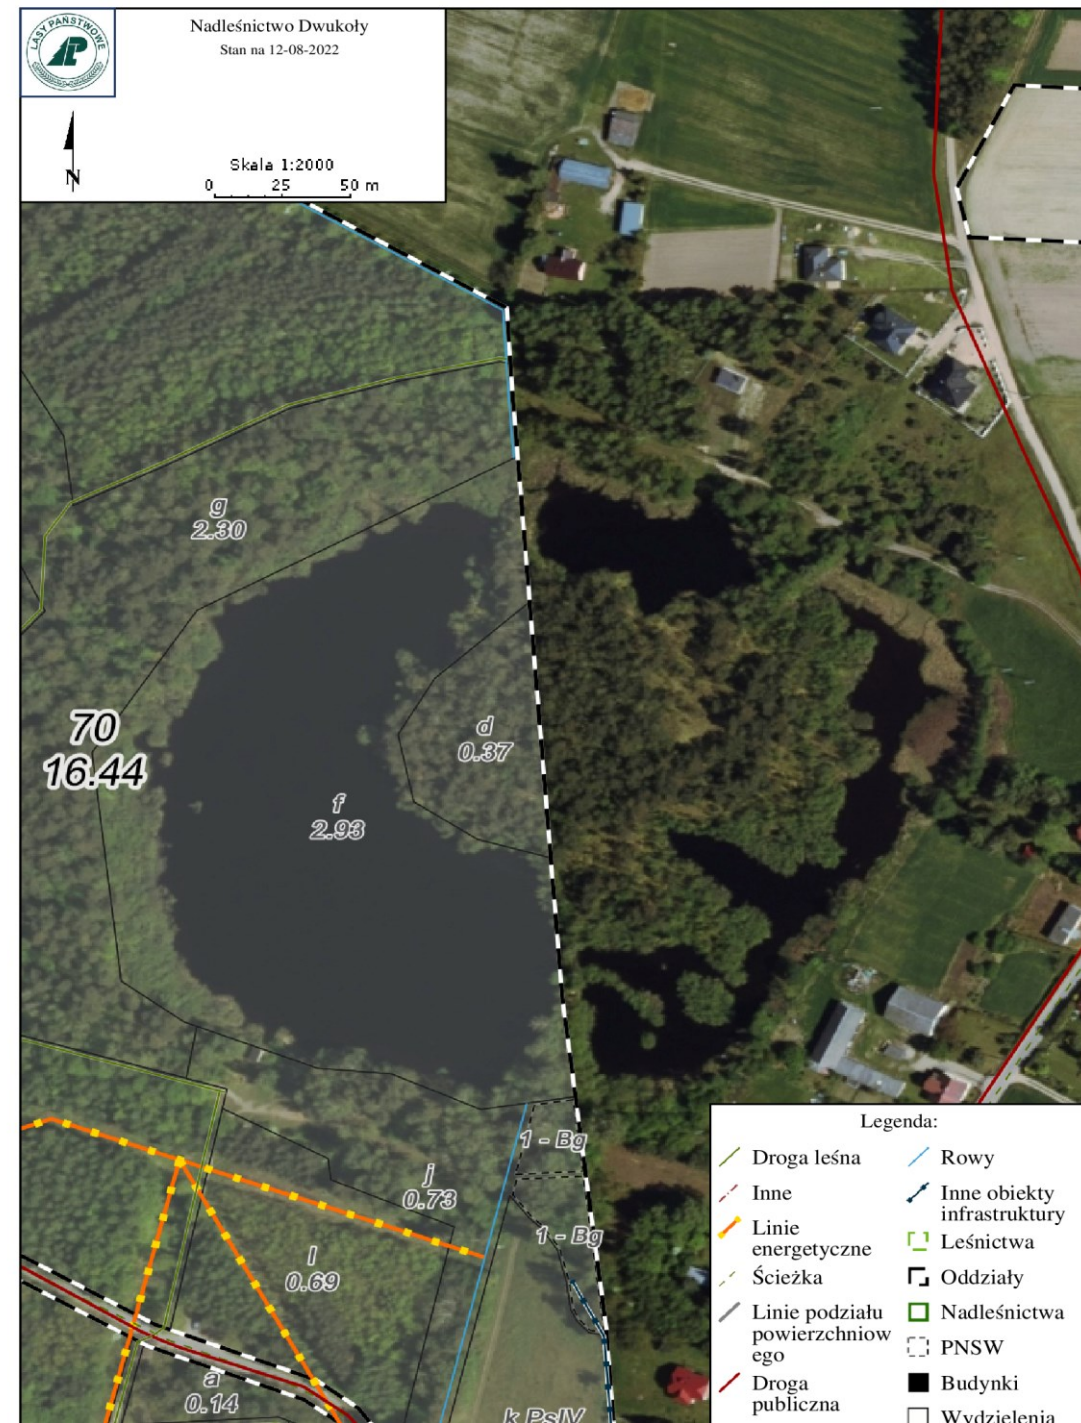 LASY PAŃSTWOWE
Nadleśnictwo Dwukoły
Stan na 12-08-2022
N
Skala 1:2000
0 25 50 m
g
2.30
70
16.44
d
0.37
f
2.93
1 - Bg
j
0.73
1 - Bg
l
0.69
a
0.14
k PsIV
Legenda:
Droga leśna
Inne
Linie
energetyczne
Ścieżka
Linie podziału
powierzchniow
ego
Droga
publiczna
Rowy
Inne obiekty
infrastruktury
Leśnictwa
Oddziały
Nadleśnictwa
PNSW
Budynki
Wydzielenia